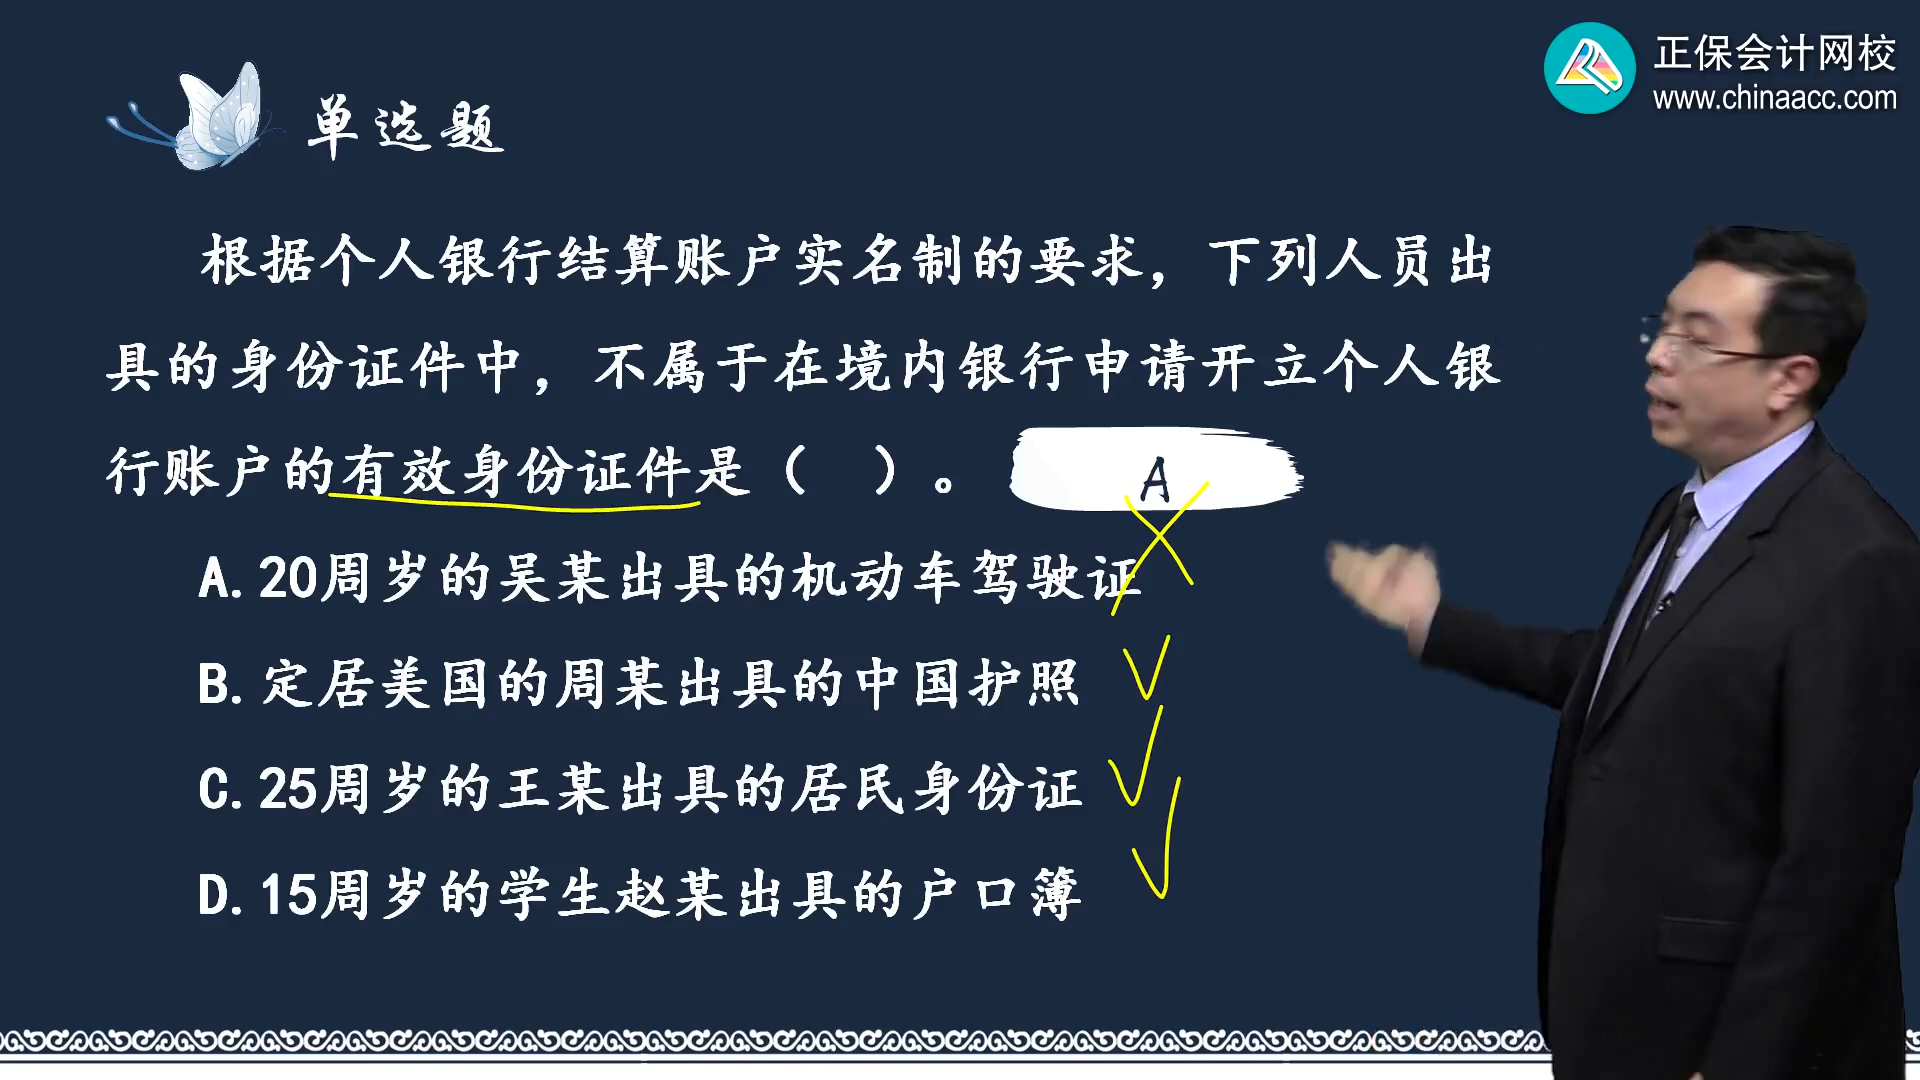 正保会计网校
www.chinaacc.com
单选题
根据个人银行结算账户实名制的要求，下列人员出
具的身份证件中，不属于在境内银行申请开立个人银
行账户的有效身份证件是（ ）。 A
A.20周岁的吴某出具的机动车驾驶证
B.定居美国的周某出具的中国护照
C.25周岁的王某出具的居民身份证
D.15周岁的学生赵某出具的户口簿